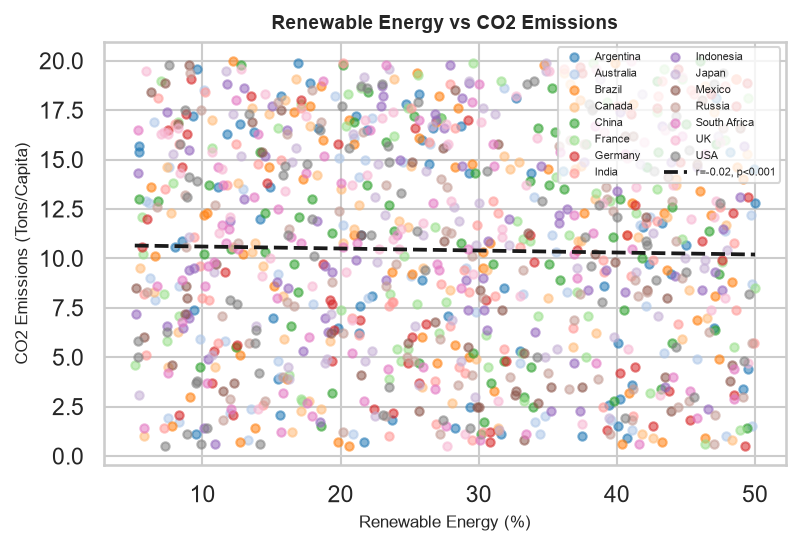 Renewable Energy vs CO2 Emissions
CO2 Emissions (Tons/Capita)
20.0
17.5
15.0
12.5
10.0
7.5
5.0
2.5
0.0
Argentina
Australia
Brazil
Canada
China
France
Germany
India
Indonesia
Japan
Mexico
Russia
South Africa
UK
USA
r=-0.02, p<0.001
10 20 30 40 50
Renewable Energy (%)